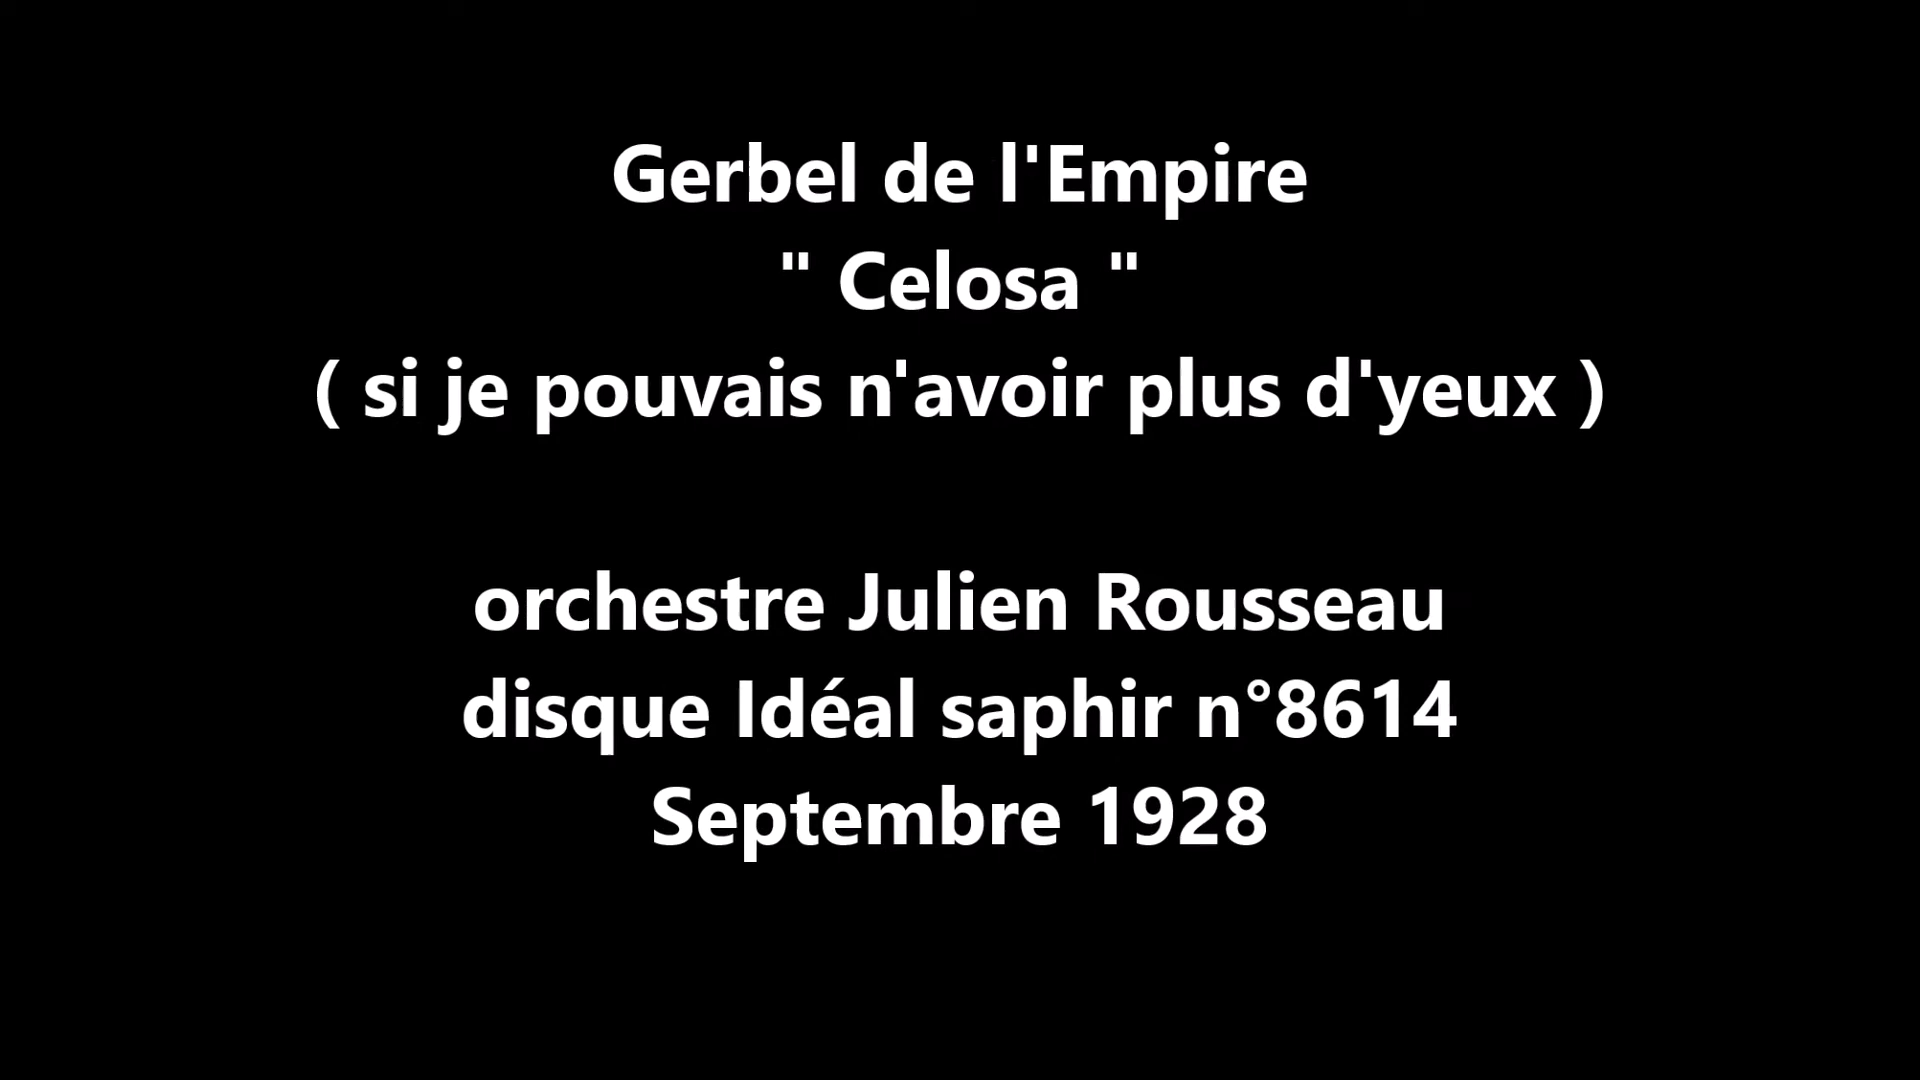 Gerbel de l'Empire
" Celosa "
( si je pouvais n'avoir plus d'yeux )
orchestre Julien Rousseau
disque Idéal saphir n°8614
Septembre 1928